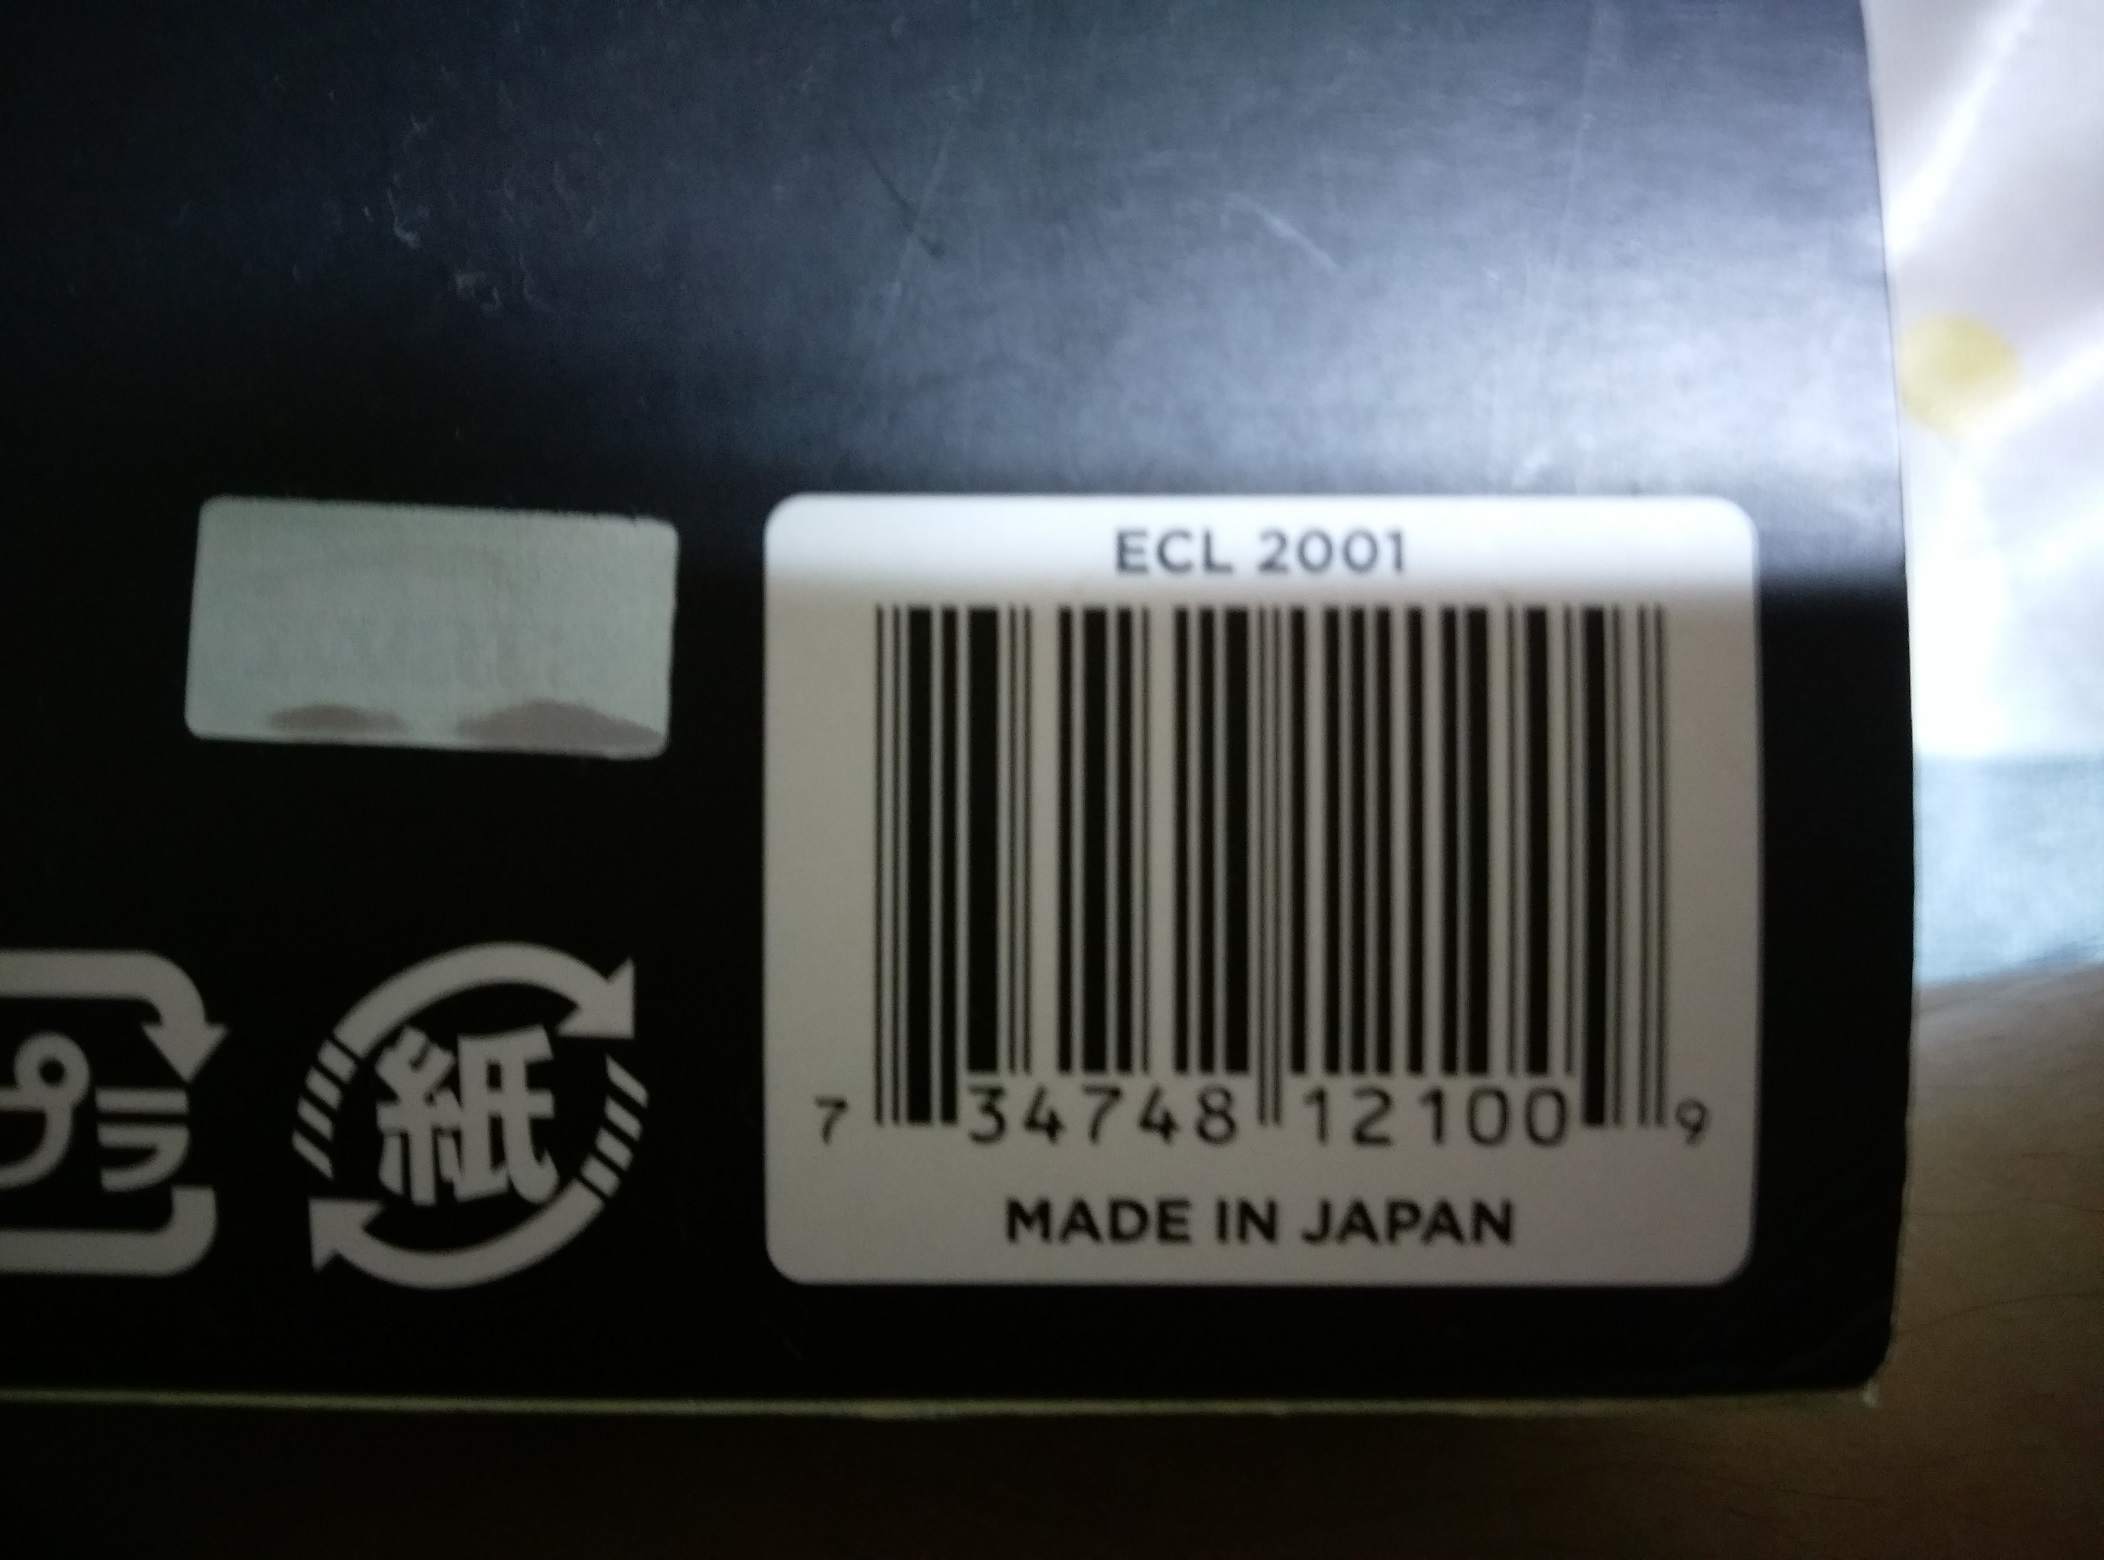 ECL 2001
7 34748 12100 9
MADE IN JAPAN
プラ
紙